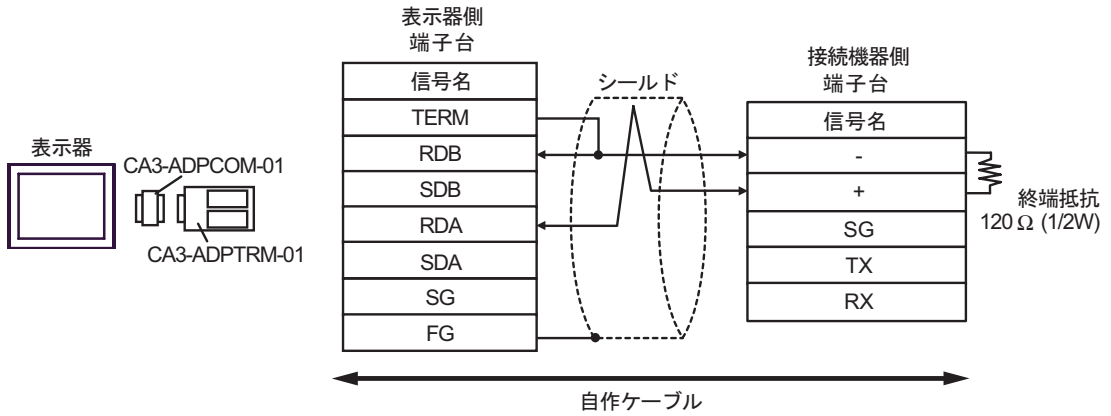 表示器
CA3-ADPCOM-01
CA3-ADPTRM-01
表示器側
端子台
信号名
TERM
RDB
SDB
RDA
SDA
SG
FG
シールド
接続機器側
端子台
信号名
-
+
SG
TX
RX
終端抵抗
120 Ω (1/2W)
自作ケーブル